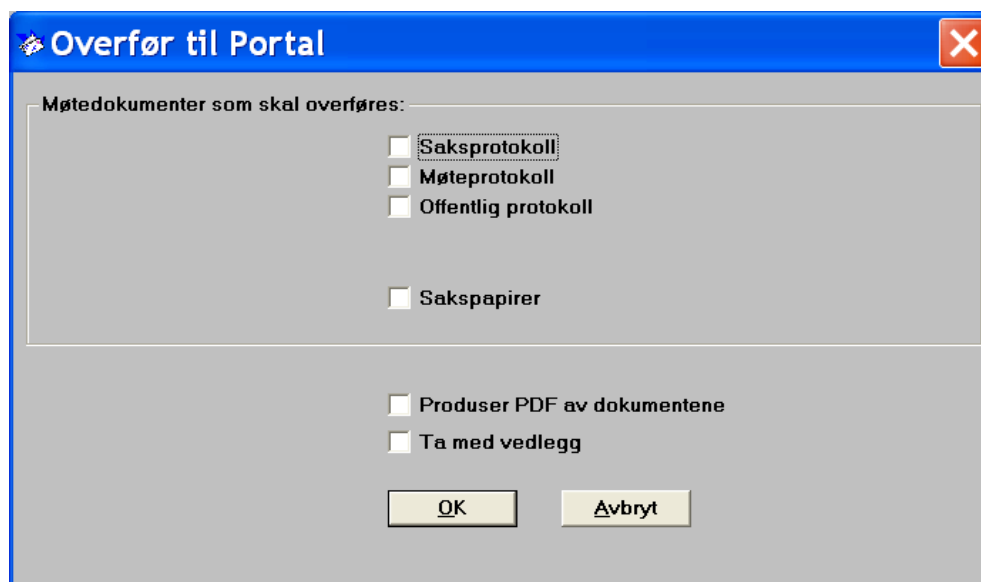 Overfør til Portal
Møtedokumenter som skal overføres:
Saksprotokoll
Møteprotokoll
Offentlig protokoll
Sakspapirer
Produser PDF av dokumentene
Ta med vedlegg
OK Avbryt